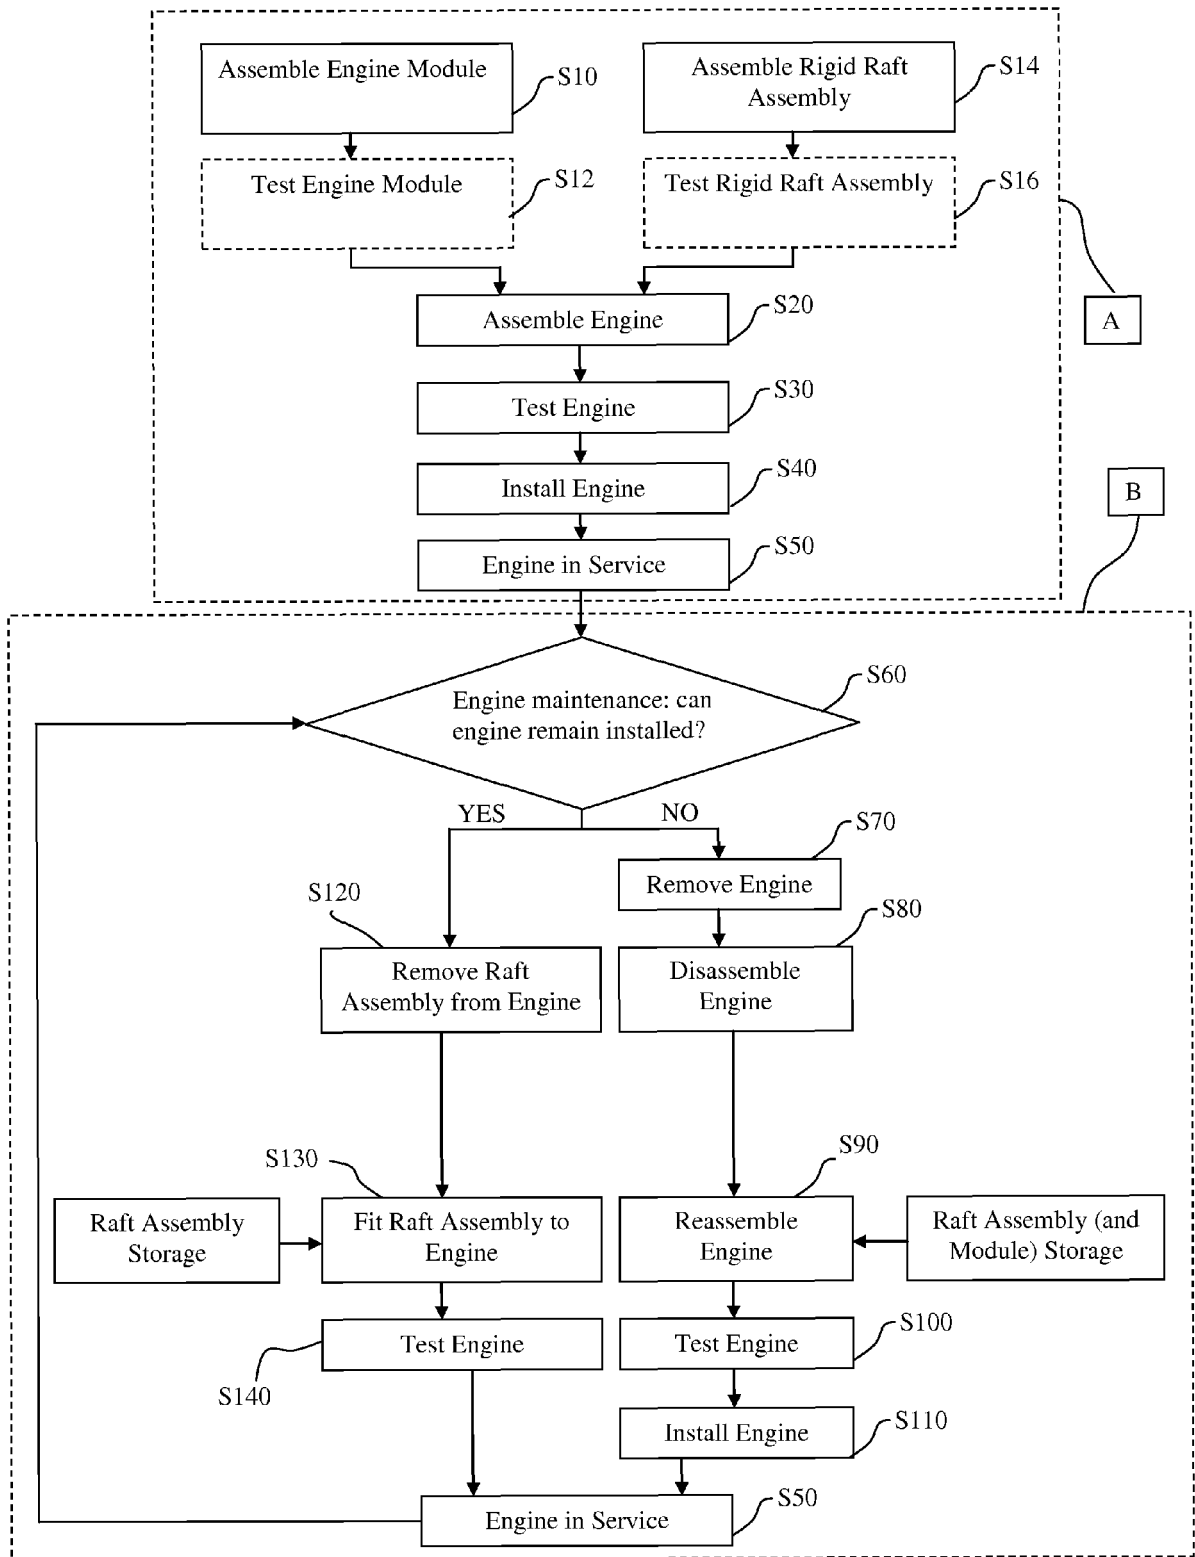 Assemble Engine Module
S10
Assemble Rigid Raft
Assembly
S14
Test Engine Module
S12
Test Rigid Raft Assembly
S16
A
Assemble Engine
S20
Test Engine
S30
Install Engine
S40
B
Engine in Service
S50
Engine maintenance: can
engine remain installed?
S60
YES
NO
S70
Remove Engine
S120
S80
Remove Raft
Assembly from Engine
Disassemble
Engine
S130
S90
Raft Assembly
Storage
Fit Raft Assembly to
Engine
Reassemble
Engine
Raft Assembly (and
Module) Storage
Test Engine
S140
Test Engine
S100
Install Engine
S110
Engine in Service
S50